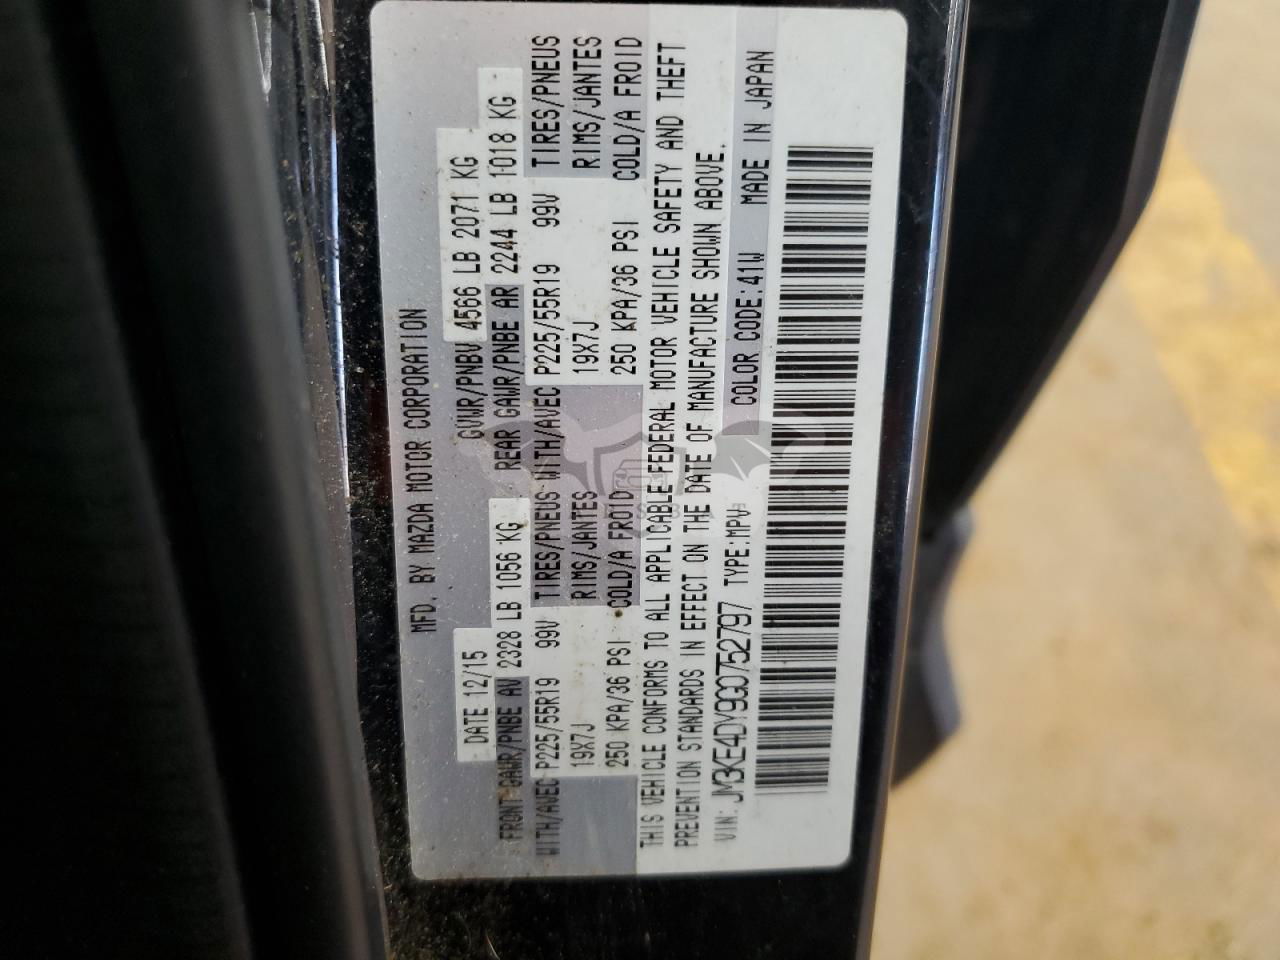 MFD. BY MAZDA MOTOR CORPORATION
DATE 12/15 GVWR/PNBV 4566 LB 2071 KG
FRONT GAWR/PNBE AV 2328 LB 1056 KG REAR GAWR/PNBE AR 2244 LB 1018 KG
WITH/AVEC P225/55R19 99V TIRES/PNEUS WITH/AVEC P225/55R19 99V TIRES/PNEUS
19X7J RIMS/JANTES 19X7J RIMS/JANTES
250 KPA/36 PSI COLD/A FROID 250 KPA/36 PSI COLD/A FROID
THIS VEHICLE CONFORMS TO ALL APPLICABLE FEDERAL MOTOR VEHICLE SAFETY AND THEFT
PREVENTION STANDARDS IN EFFECT ON THE DATE OF MANUFACTURE SHOWN ABOVE.
VIN: JM3KE4DY9G0752797 TYPE:MPV COLOR CODE:41W MADE IN JAPAN